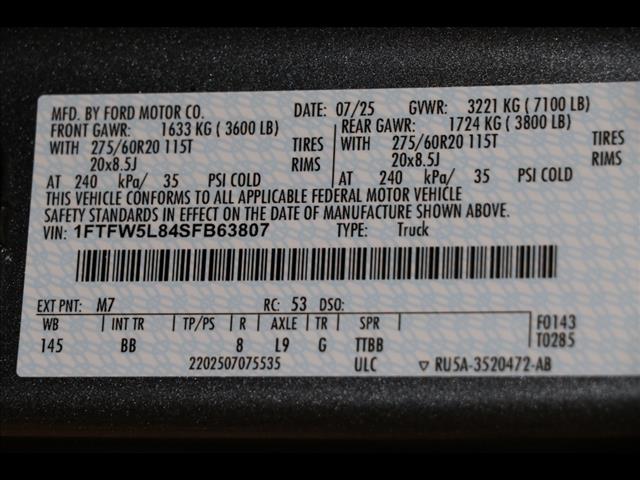 MFD. BY FORD MOTOR CO. DATE: 07/25 GVWR: 3221 KG ( 7100 LB)
FRONT GAWR: 1633 KG ( 3600 LB) REAR GAWR: 1724 KG ( 3800 LB)
WITH 275/60R20 115T TIRES WITH 275/60R20 115T TIRES
20x8.5J RIMS 20x8.5J RIMS
AT 240 kPa/ 35 PSI COLD AT 240 kPa/ 35 PSI COLD
THIS VEHICLE CONFORMS TO ALL APPLICABLE FEDERAL MOTOR VEHICLE
SAFETY STANDARDS IN EFFECT ON THE DATE OF MANUFACTURE SHOWN ABOVE.
VIN: 1FTFW5L84SFB63807 TYPE: Truck
EXT PNT: M7 RC: 53 DSO:
WB INT TR TP/PS R AXLE TR SPR F0143
145 BB 8 L9 G TTBB T0285
2202507075535 ULC ▽ RU5A-3520472-AB